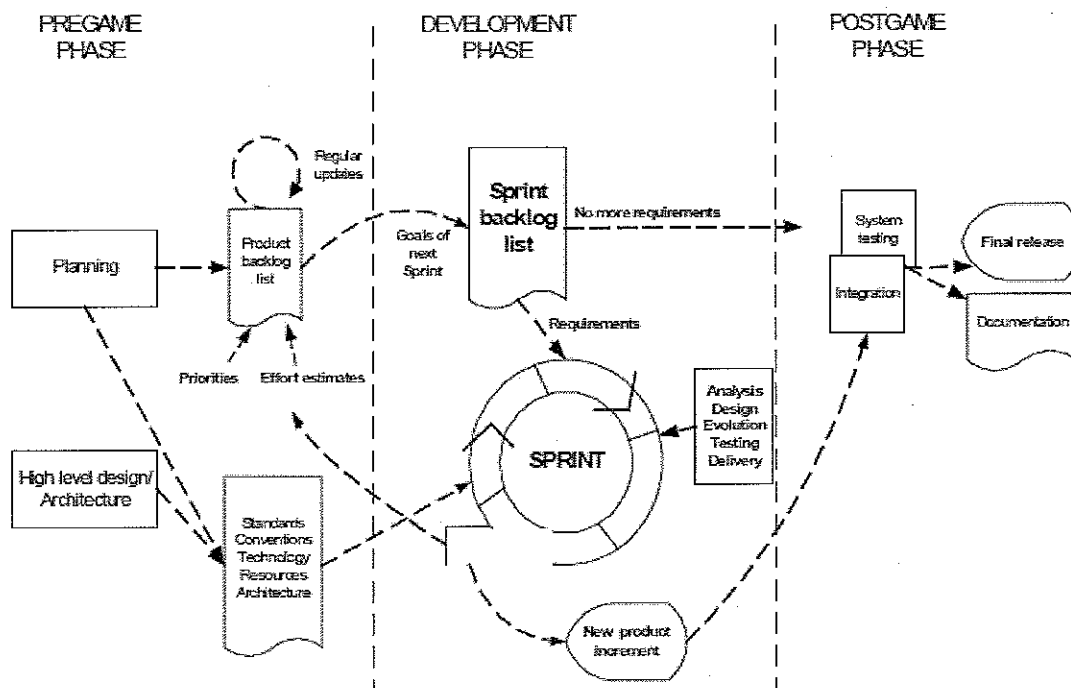 PREGAME
PHASE
DEVELOPMENT
PHASE
POSTGAME
PHASE
Regular
updates
Planning
Product
backlog
list
Goals of
next
Sprint
Sprint
backlog
list
No more requirements
System
testing
Integration
Final release
Documentation
Priorities
Effort estimates
Requirements
Analysis
Design
Evolution
Testing
Delivery
SPRINT
High level design/
Architecture
Standards
Conventions
Technology
Resources
Architecture
New product
increment